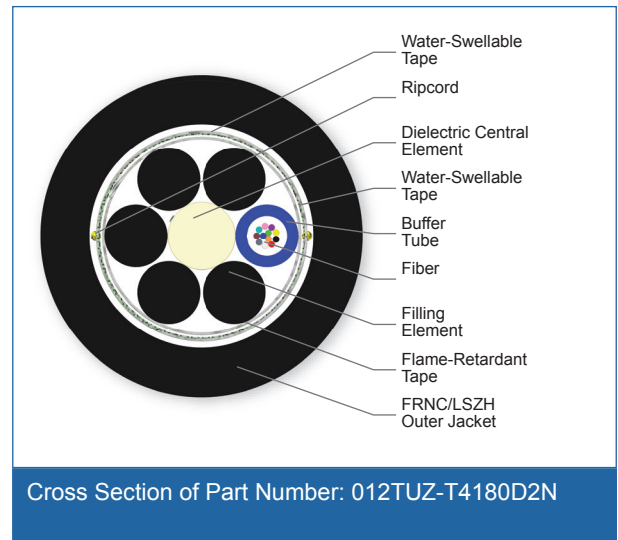 Water-Swellable
Tape
Ripcord
Dielectric Central
Element
Water-Swellable
Tape
Buffer
Tube
Fiber
Filling
Element
Flame-Retardant
Tape
FRNC/LSZH
Outer Jacket
Cross Section of Part Number: 012TUZ-T4180D2N